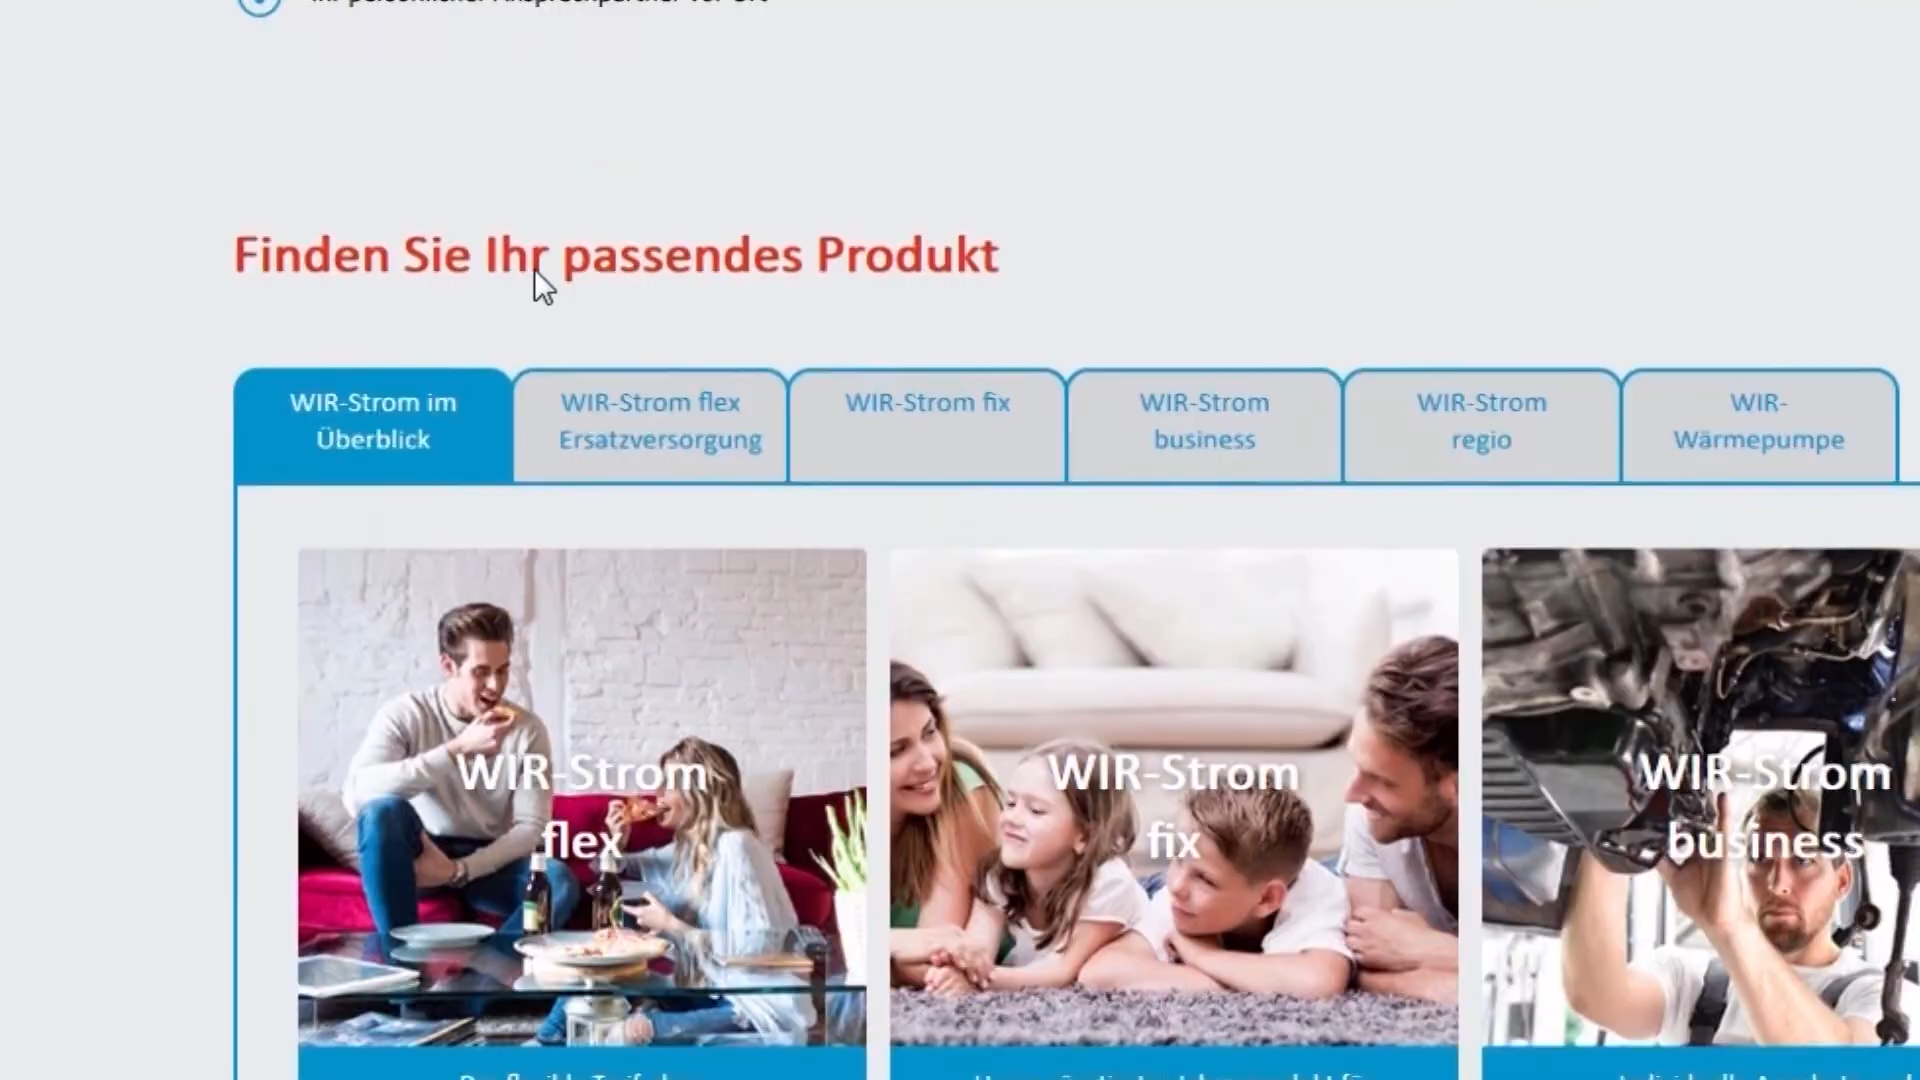 Finden Sie Ihr passendes Produkt
WIR-Strom im
Überblick
WIR-Strom flex
Ersatzversorgung
WIR-Strom fix
WIR-Strom
business
WIR-Strom
regio
WIR-
Wärmepumpe
WIR-Strom
flex
WIR-Strom
fix
WIR-Strom
business